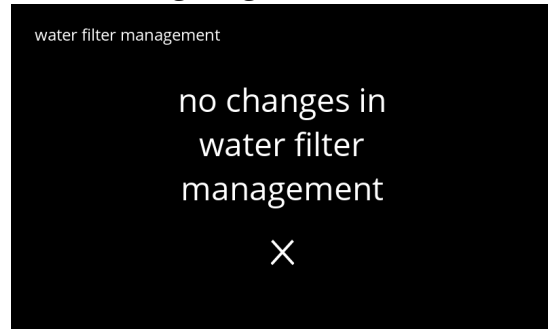 water filter management
no changes in
water filter
management
X